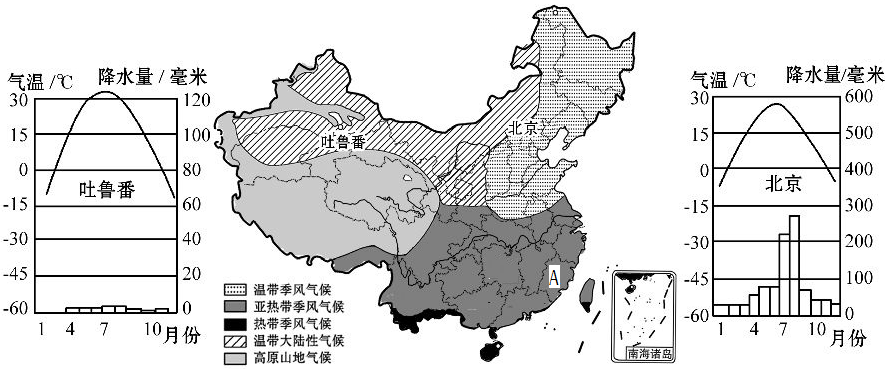 气温/℃ 降水量/毫米
30 120
15 100
0 80
吐鲁番
-15 60
-30 40
-45 20
-60 0
1 4 7 10 月份
吐鲁番
北京
A
温带季风气候
亚热带季风气候
热带季风气候
温带大陆性气候
高原山地气候
南海诸岛
气温/℃ 降水量/毫米
30 600
15 500
0 400
北京
-15 300
-30 200
-45 100
-60 0
1 4 7 10 月份